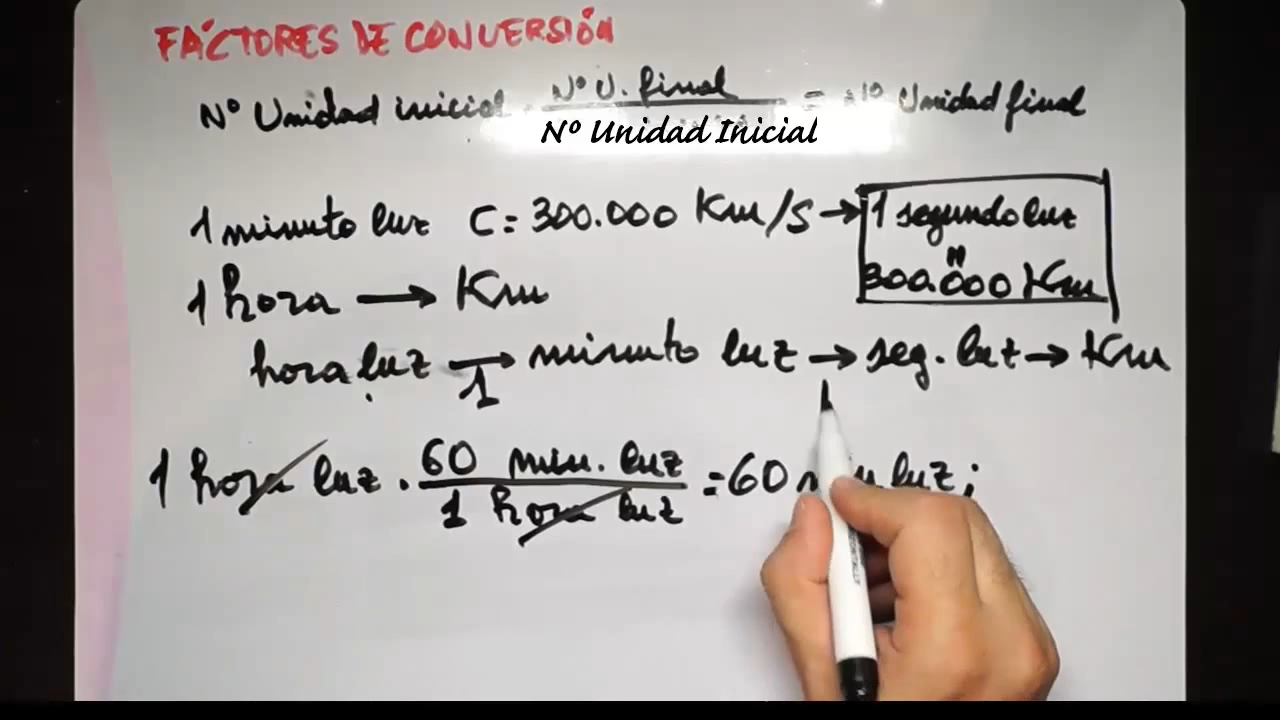 FÁCTORES DE CONVERSIÓN
Nº Unidad inicial · Nº U. final = Nº Unidad final
Nº Unidad Inicial
1 minuto luz C = 300.000 Km/s → 1 segundo luz
300.000 Km
1 hora → Km
hora luz → minuto luz → seg. luz → Km
1
1 hora luz · 60 min. luz = 60 luz;
1 hora luz